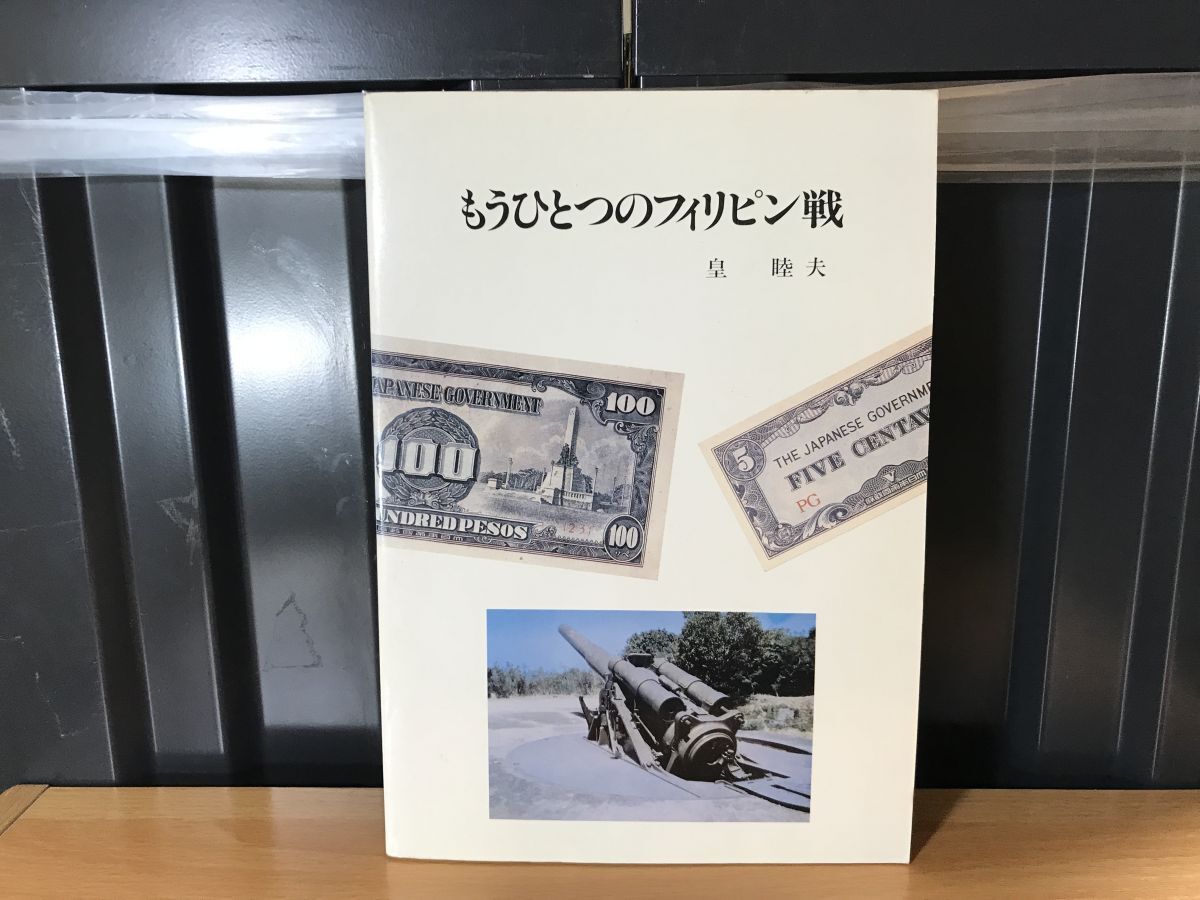 もうひとつのフィリピン戦
皇 睦夫
JAPANESE GOVERNMENT
100
100
NDRED PESOS
100
5
THE JAPANESE GOVERNM
FIVE CENTAV
PG